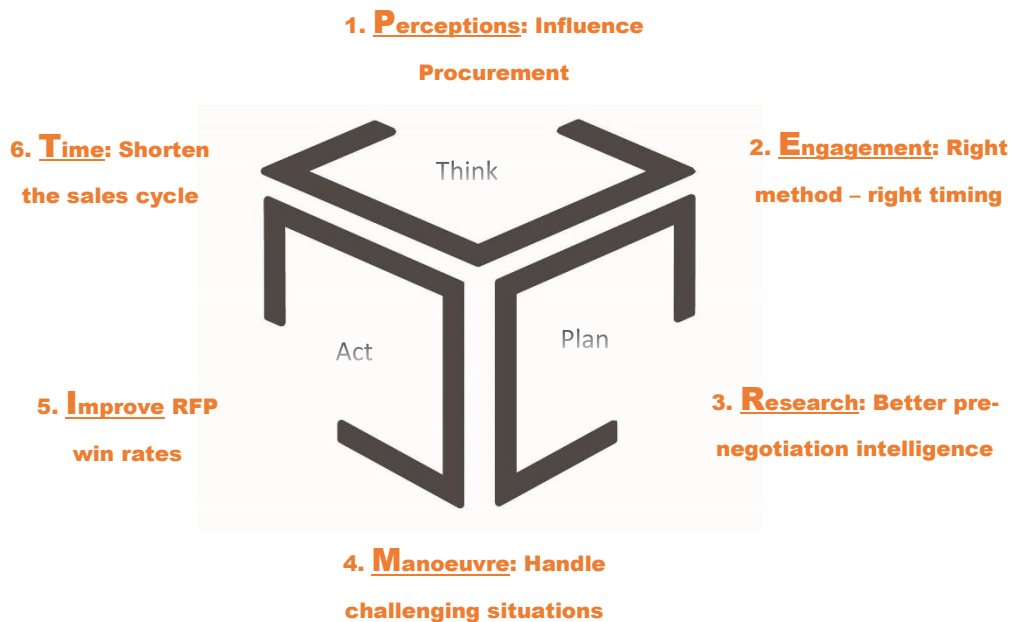 1. Perceptions: Influence
Procurement
6. Time: Shorten
the sales cycle
2. Engagement: Right
method – right timing
Think
Act
Plan
5. Improve RFP
win rates
3. Research: Better pre-
negotiation intelligence
4. Manoeuvre: Handle
challenging situations